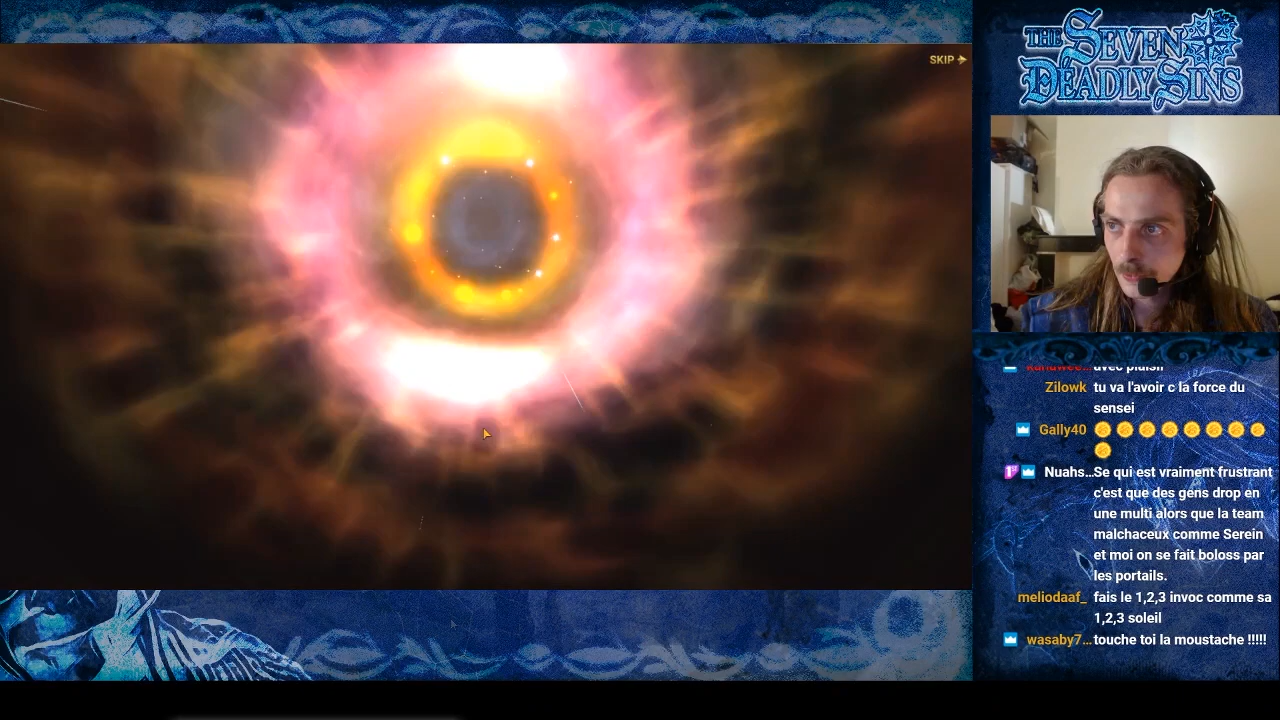 SKIP
THE SEVEN
DEADLY SINS
avec plaisir
Zilowk tu va l'avoir c la force du
sensei
Gally40
Nuahs... Se qui est vraiment frustrant
c'est que des gens drop en
une multi alors que la team
malchaceux comme Serein
et moi on se fait boloss par
les portails.
meliodaaf_ fais le 1,2,3 invoc comme sa
1,2,3 soleil
wasaby7... touche toi la moustache !!!!!